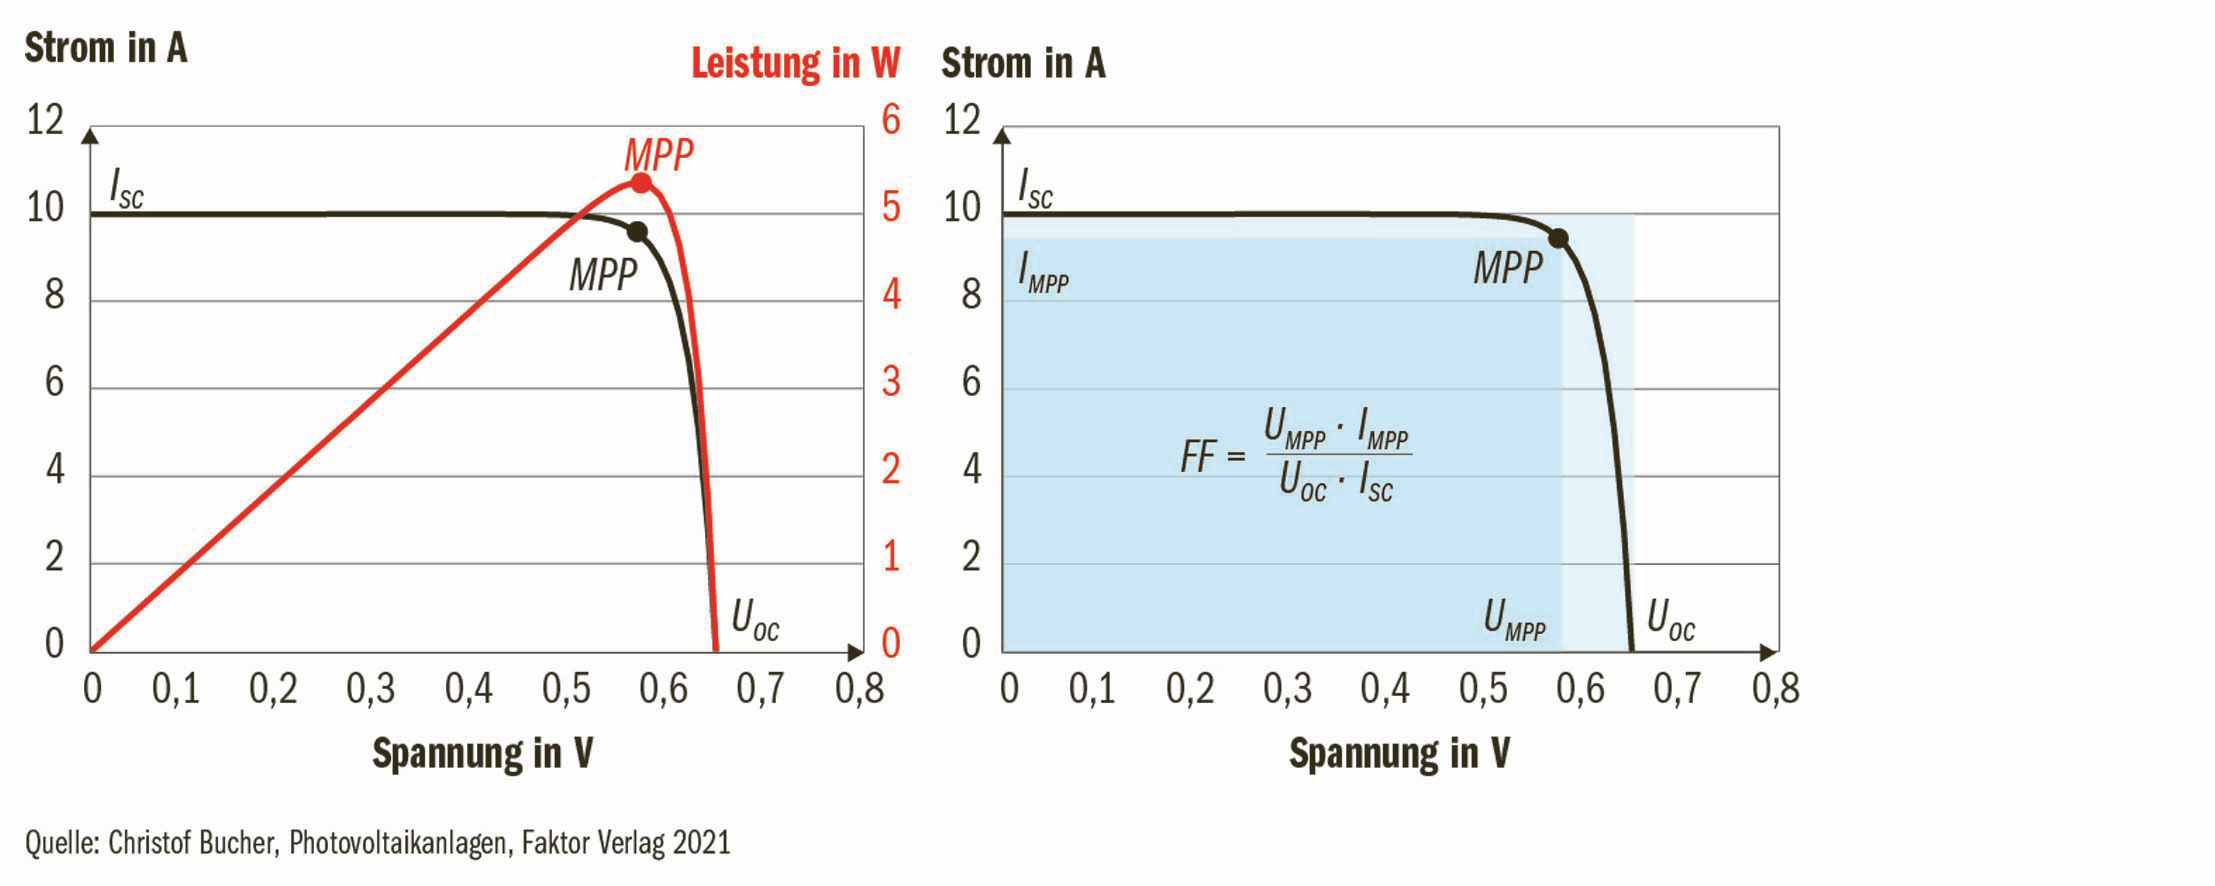 Strom in A
Leistung in W
12
10
8
6
4
2
0
I_SC
MPP
MPP
U_OC
6
5
4
3
2
1
0
0 0,1 0,2 0,3 0,4 0,5 0,6 0,7 0,8
Spannung in V
Strom in A
12
10
8
6
4
2
0
I_SC
I_MPP
MPP
FF = U_MPP · I_MPP
U_OC · I_SC
U_MPP
U_OC
0 0,1 0,2 0,3 0,4 0,5 0,6 0,7 0,8
Spannung in V
Quelle: Christof Bucher, Photovoltaikanlagen, Faktor Verlag 2021